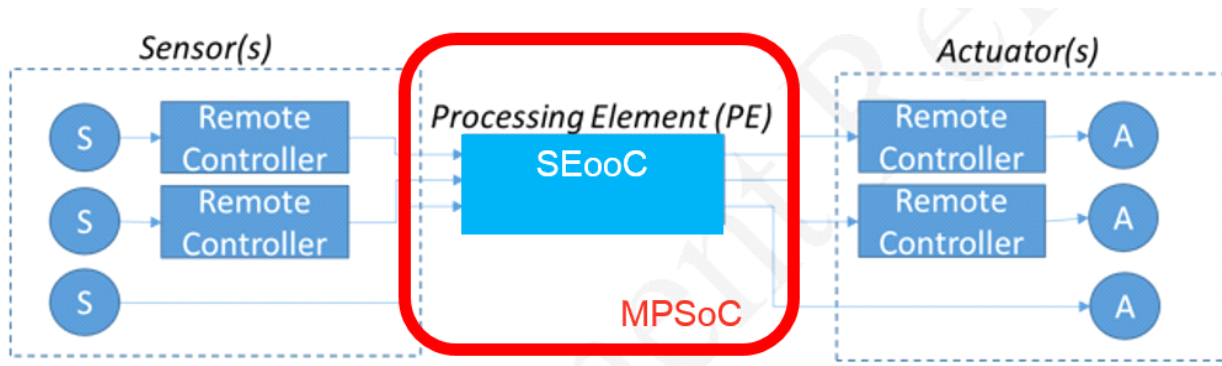 Sensor(s)
Actuator(s)
Processing Element (PE)
S
Remote
Controller
SEooC
Remote
Controller
A
S
Remote
Controller
Remote
Controller
A
S
MPSoC
A